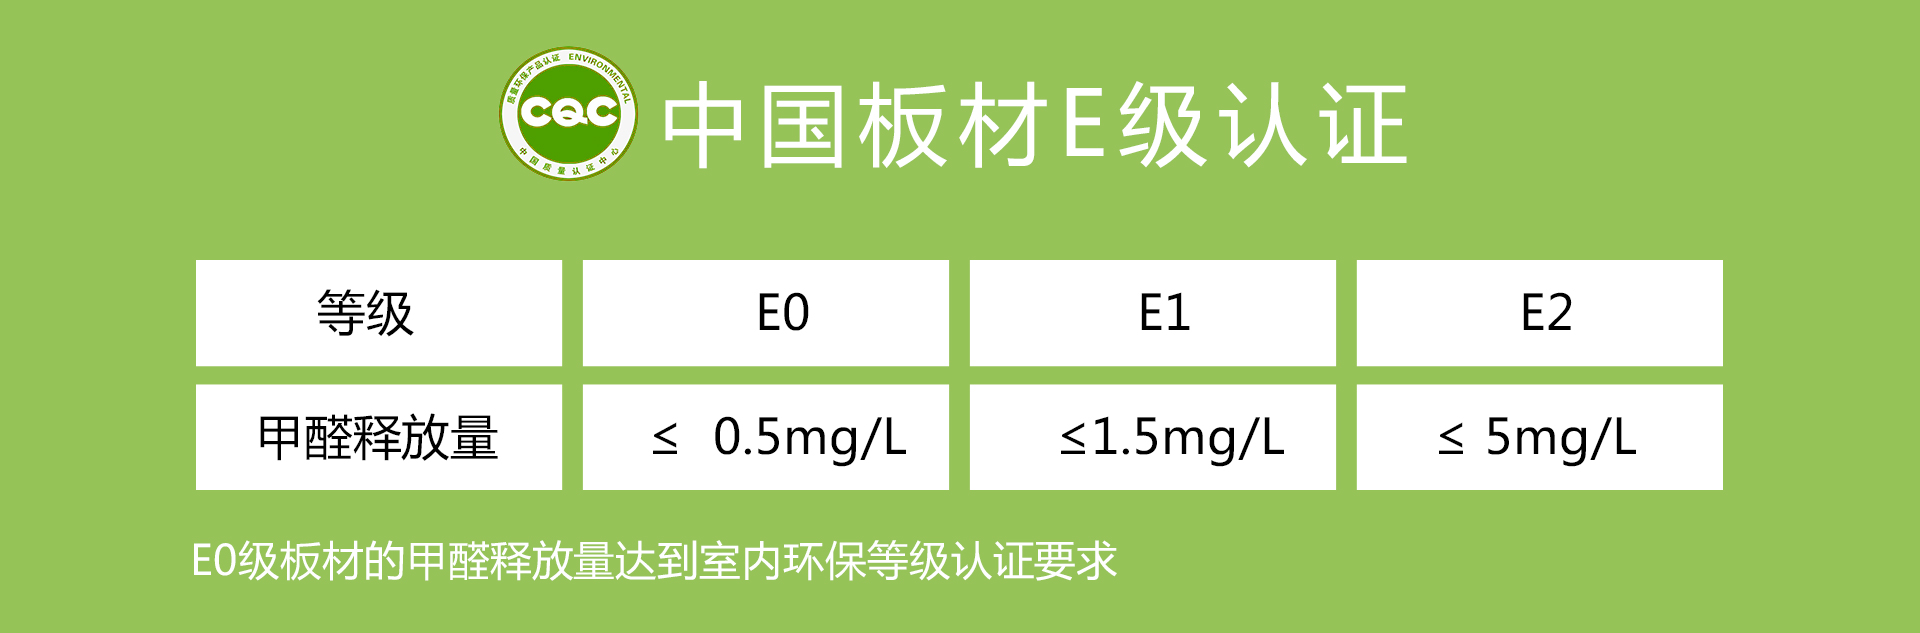 质量环保产品认证 ENVIRONMENTAL
CQC
中国质量认证中心
中国板材E级认证
等级 E0 E1 E2
甲醛释放量 ≤ 0.5mg/L ≤1.5mg/L ≤ 5mg/L
E0级板材的甲醛释放量达到室内环保等级认证要求